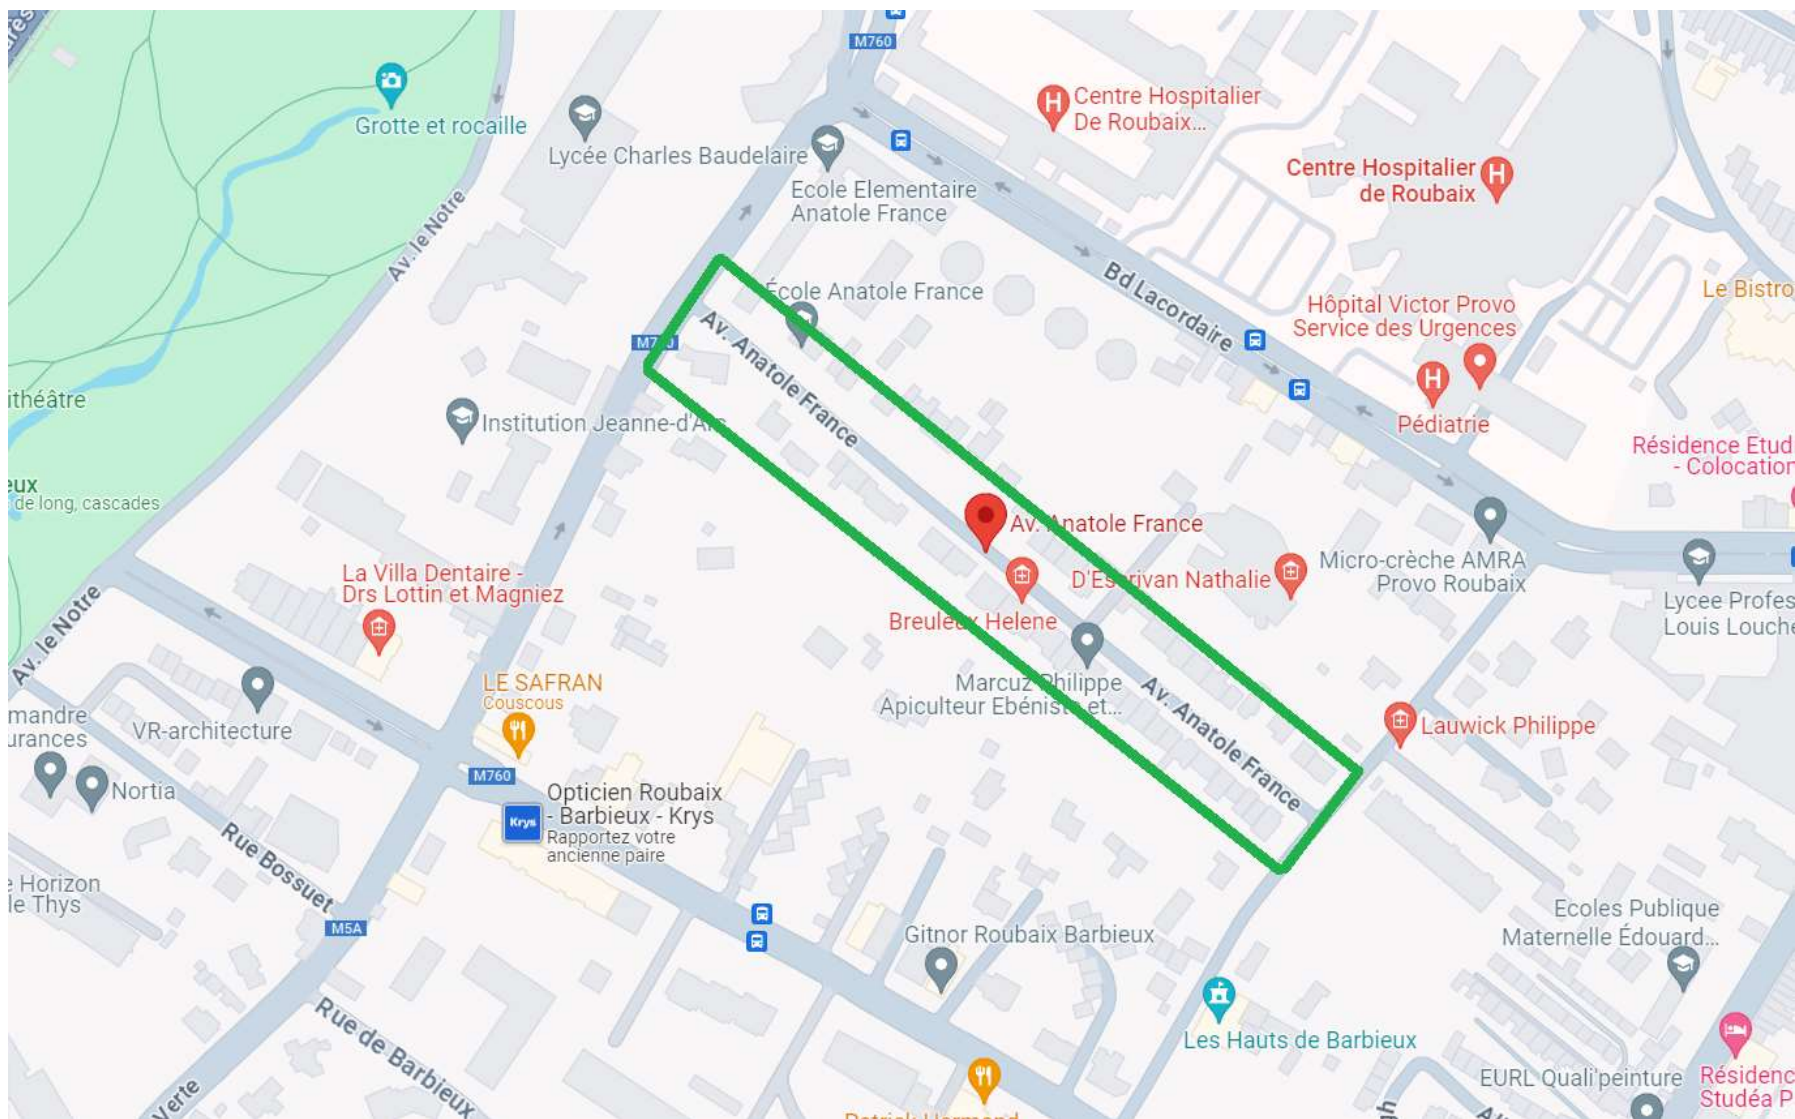 M760
Grotte et rocaille
Lycée Charles Baudelaire
Centre Hospitalier
De Roubaix...
Centre Hospitalier
de Roubaix
Ecole Elementaire
Anatole France
Av. le Nôtre
École Anatole France
Bd Lacordaire
Le Bistro
Hôpital Victor Provo
Service des Urgences
Av. Anatole France
ithéâtre
Institution Jeanne-d'Arc
Pédiatrie
Résidence Etudi
- Colocation
eux
de long, cascades
Av. Anatole France
Micro-crèche AMRA
Provo Roubaix
La Villa Dentaire -
Drs Lottin et Magniez
D'Escrivan Nathalie
Breuleux Helene
Lycee Profes
Louis Louche
Av. le Notre
LE SAFRAN
Couscous
Marcuz Philippe
Apiculteur Ebéniste et...
Av. Anatole France
Lauwick Philippe
mandre
urances
VR-architecture
M760
Nortia
Krys
Opticien Roubaix
- Barbieux - Krys
Rapportez votre
ancienne paire
Rue Bossuet
e Horizon
le Thys
M5A
Gitnor Roubaix Barbieux
Ecoles Publique
Maternelle Édouard...
Rue de Barbieux
Les Hauts de Barbieux
EURL Quali'peinture
Résidenc
Studéa P
Verte